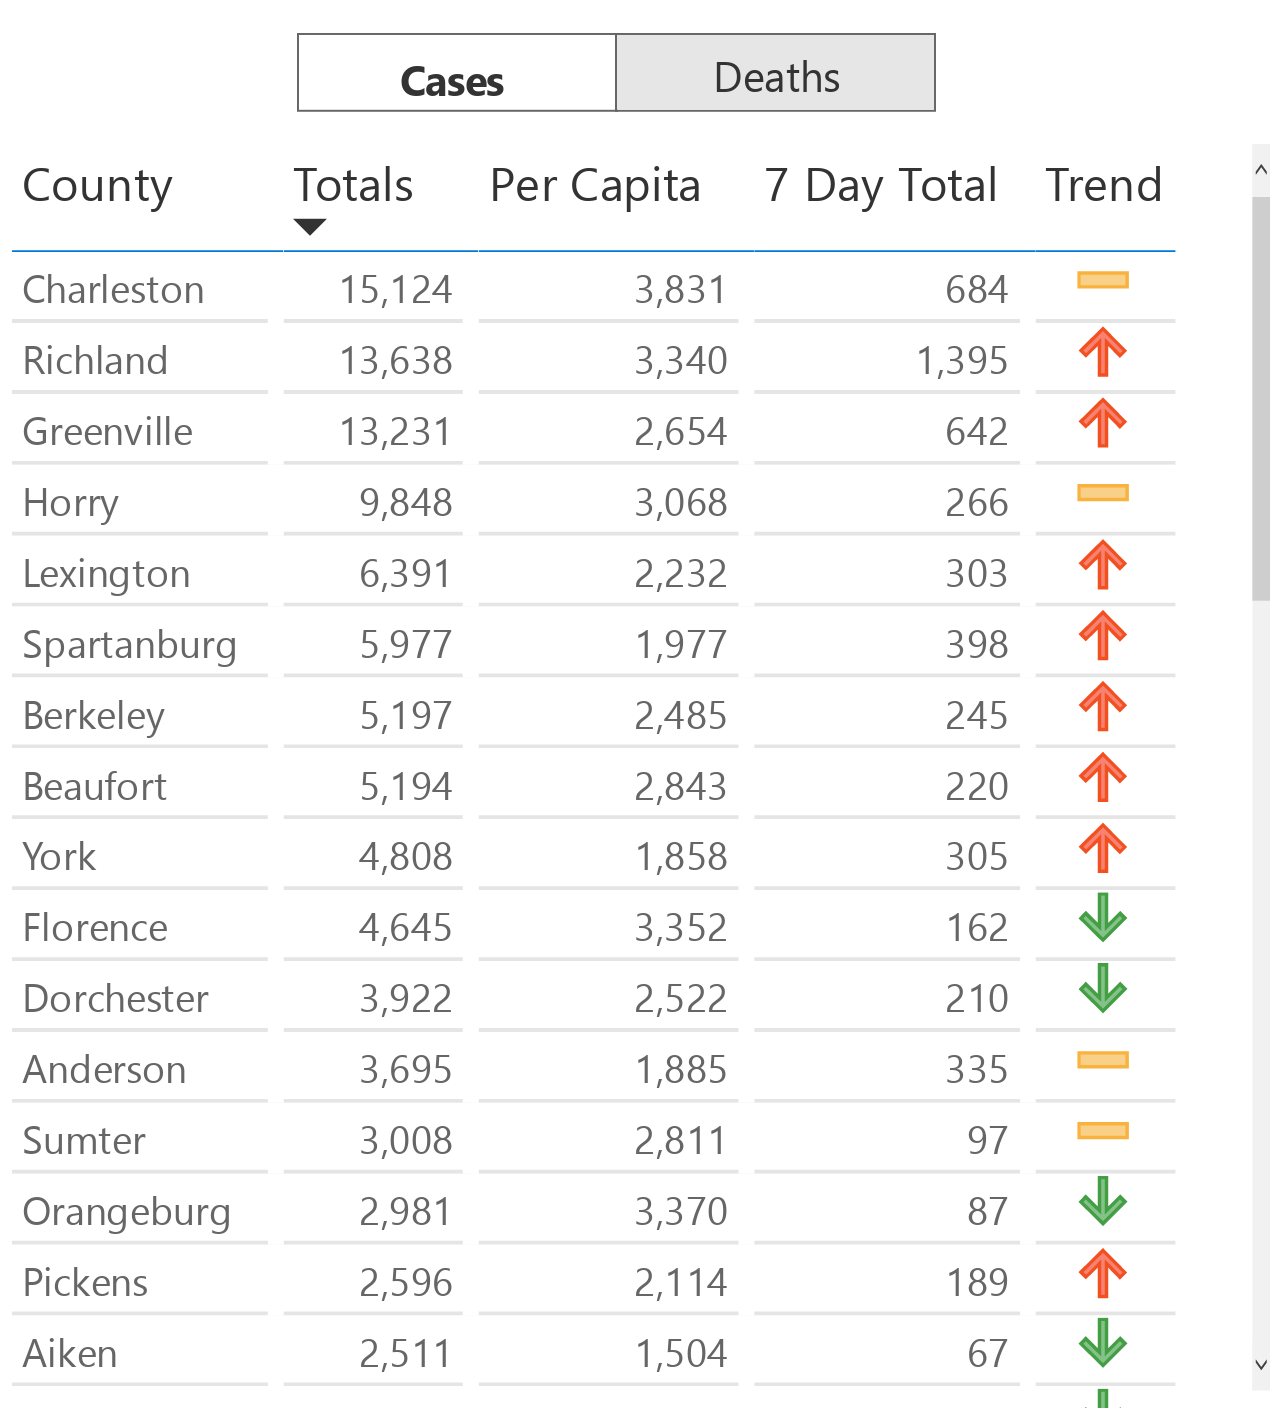 Cases Deaths
County Totals Per Capita 7 Day Total Trend
Charleston 15,124 3,831 684
Richland 13,638 3,340 1,395
Greenville 13,231 2,654 642
Horry 9,848 3,068 266
Lexington 6,391 2,232 303
Spartanburg 5,977 1,977 398
Berkeley 5,197 2,485 245
Beaufort 5,194 2,843 220
York 4,808 1,858 305
Florence 4,645 3,352 162
Dorchester 3,922 2,522 210
Anderson 3,695 1,885 335
Sumter 3,008 2,811 97
Orangeburg 2,981 3,370 87
Pickens 2,596 2,114 189
Aiken 2,511 1,504 67